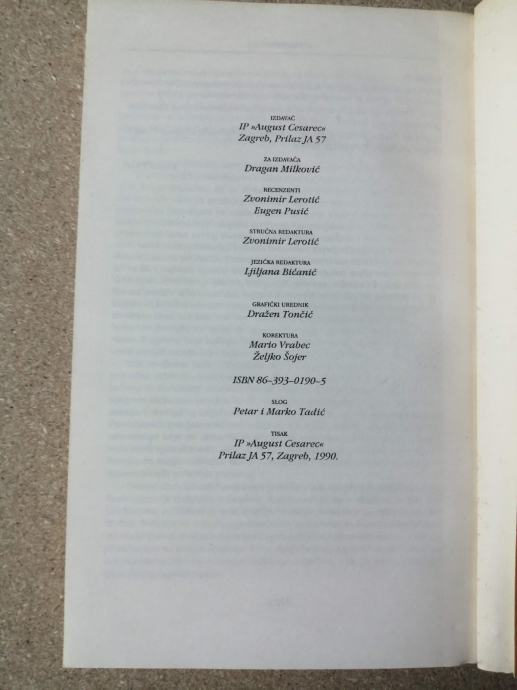 IZDAVAČ
IP »August Cesarec«
Zagreb, Prilaz JA 57
ZA IZDAVAČA
Dragan Milković
RECENZENTI
Zvonimir Lerotić
Eugen Pusić
STRUČNA REDAKTURA
Zvonimir Lerotić
JEZIČKA REDAKTURA
Ljiljana Bičanić
GRAFIČKI UREDNIK
Dražen Tončić
KOREKTURA
Mario Vrabec
Željko Šojer
ISBN 86–393–0190–5
SLOG
Petar i Marko Tadić
TISAK
IP »August Cesarec«
Prilaz JA 57, Zagreb, 1990.